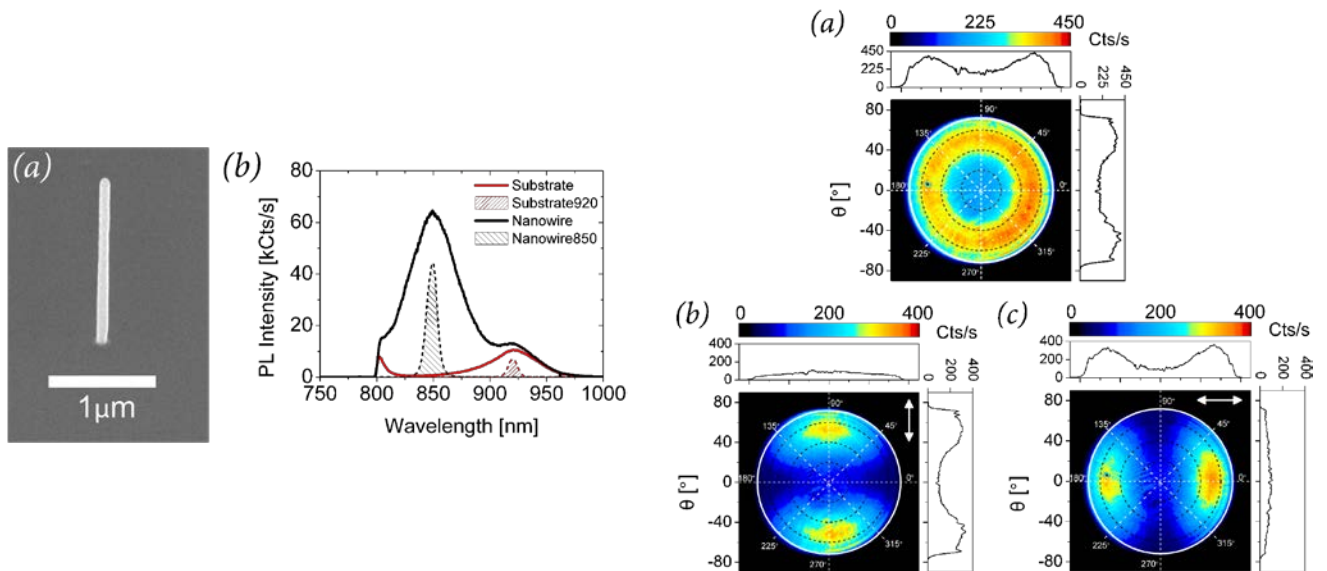 (a)
1µm
(b)
PL Intensity [kCts/s]
80
60
40
20
10
0
Substrate
Substrate920
Nanowire
Nanowire850
750 800 850 900 950 1000
Wavelength [nm]
(a)
0 225 450
Cts/s
450
225
0
0 225 450
θ [°]
80
40
0
-40
-80
90°
135° 45°
180° 0°
225° 315°
270°
(b)
0 200 400
Cts/s
400
200
0
0 200 400
θ [°]
80
40
0
-40
-80
90°
135° 45°
180° 0°
225° 315°
270°
(c)
0 200 400
Cts/s
400
200
0
0 200 400
θ [°]
80
40
0
-40
-80
90°
135° 45°
180° 0°
225° 315°
270°